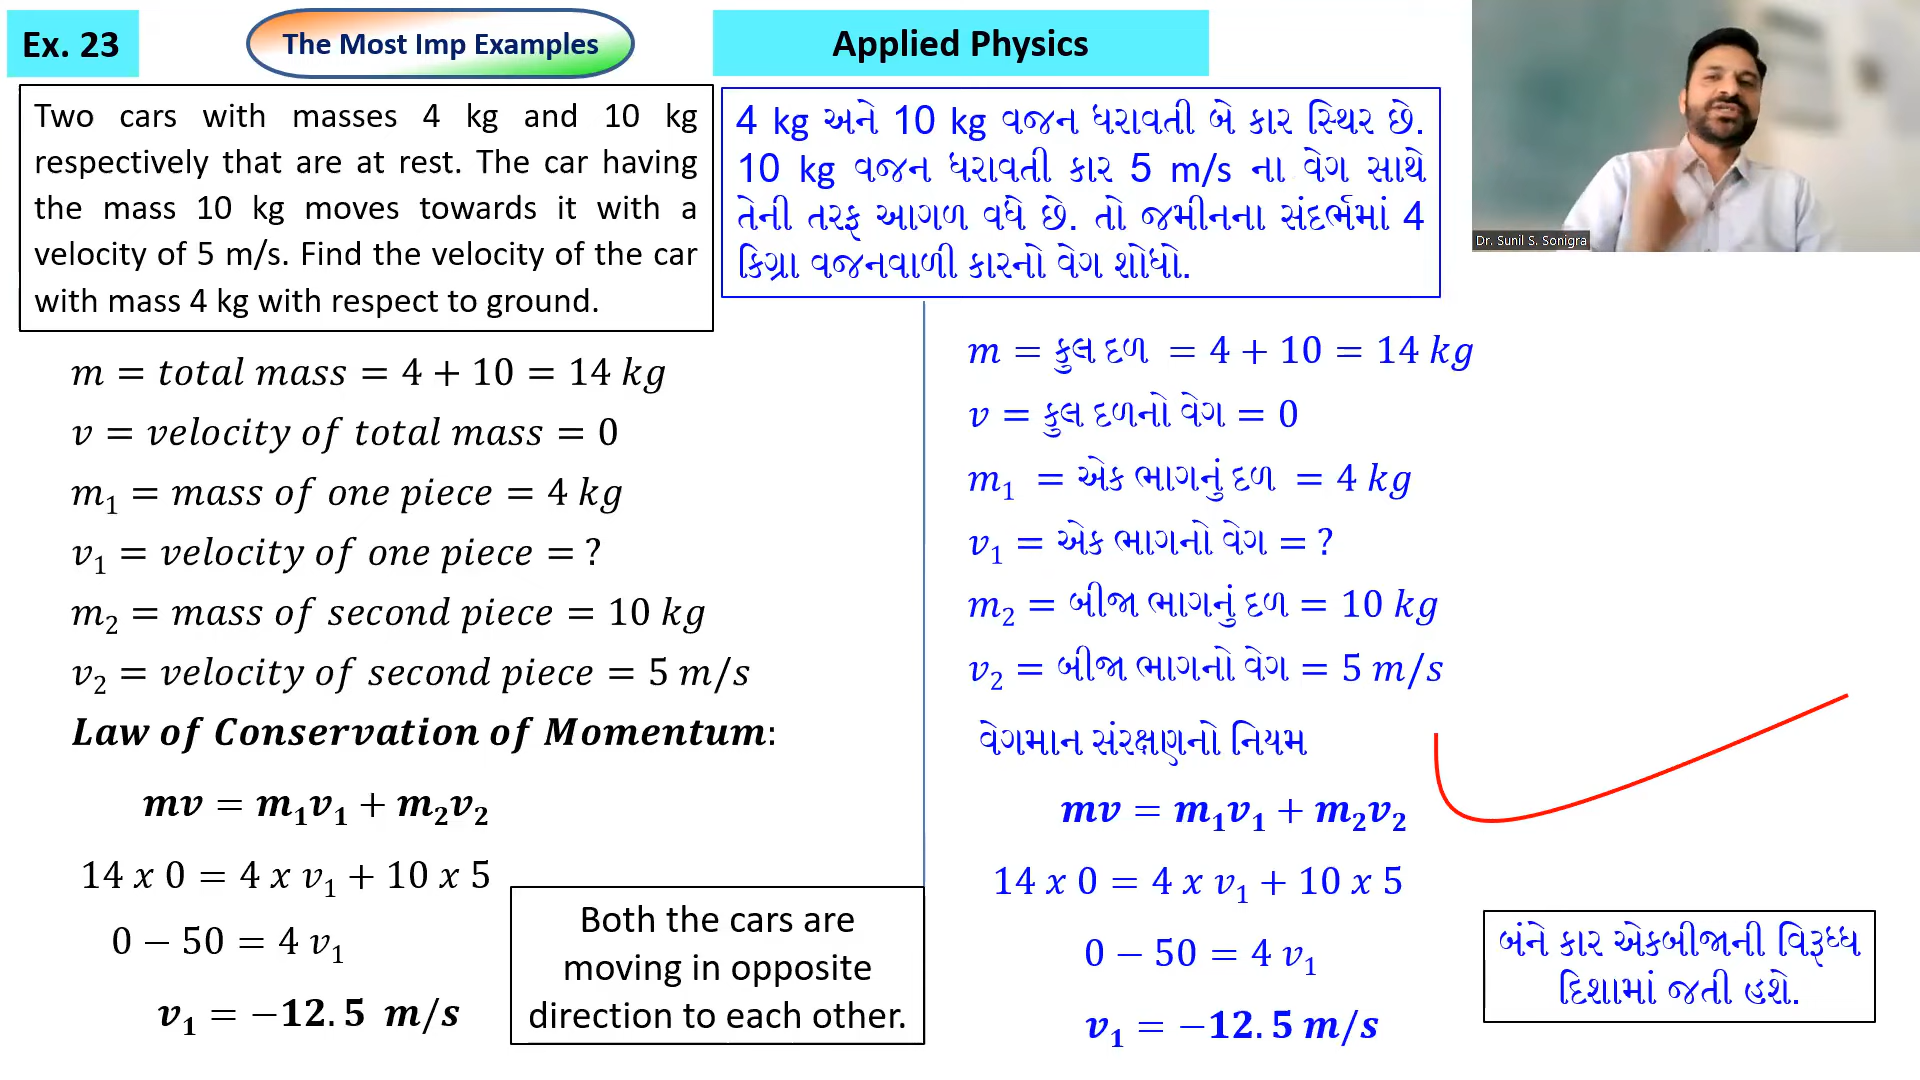 Ex. 23
The Most Imp Examples
Applied Physics
Two cars with masses 4 kg and 10 kg
respectively that are at rest. The car having
the mass 10 kg moves towards it with a
velocity of 5 m/s. Find the velocity of the car
with mass 4 kg with respect to ground.
4 kg અને 10 kg વજન ધરાવતી બે કાર સ્થિર છે.
10 kg વજન ધરાવતી કાર 5 m/s ના વેગ સાથે
તેની તરફ આગળ વધે છે. તો જમીનના સંદર્ભમાં 4
કિગ્રા વજનવાળી કારનો વેગ શોધો.
Dr. Sunil S. Sonigra
m = total mass = 4 + 10 = 14 kg
v = velocity of total mass = 0
m₁ = mass of one piece = 4 kg
v₁ = velocity of one piece = ?
m₂ = mass of second piece = 10 kg
v₂ = velocity of second piece = 5 m/s
Law of Conservation of Momentum:
mv = m₁v₁ + m₂v₂
14 x 0 = 4 x v₁ + 10 x 5
0 − 50 = 4 v₁
v₁ = −12.5 m/s
Both the cars are
moving in opposite
direction to each other.
m = કુલ દળ = 4 + 10 = 14 kg
v = કુલ દળનો વેગ = 0
m₁ = એક ભાગનું દળ = 4 kg
v₁ = એક ભાગનો વેગ = ?
m₂ = બીજા ભાગનું દળ = 10 kg
v₂ = બીજા ભાગનો વેગ = 5 m/s
વેગમાન સંરક્ષણનો નિયમ
mv = m₁v₁ + m₂v₂
14 x 0 = 4 x v₁ + 10 x 5
0 − 50 = 4 v₁
v₁ = −12.5 m/s
બંને કાર એકબીજાની વિરૂધ્ધ
દિશામાં જતી હશે.